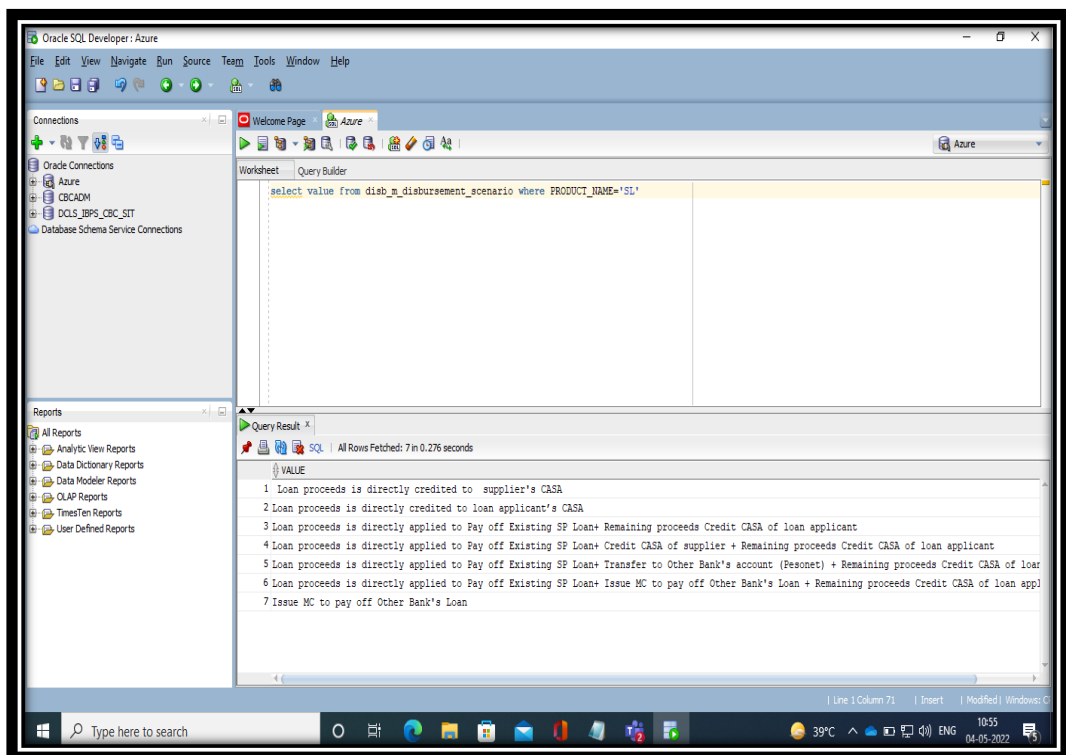 Oracle SQL Developer : Azure
File Edit View Navigate Run Source Team Tools Window Help
Connections
Welcome Page
Azure
Azure
Worksheet Query Builder
Oracle Connections
Azure
CBCADM
DCLS_IBPS_CBC_SIT
Database Schema Service Connections
select value from disb_m_disbursement_scenario where PRODUCT_NAME='SL'
Reports
All Reports
Analytic View Reports
Data Dictionary Reports
Data Modeler Reports
OLAP Reports
TimesTen Reports
User Defined Reports
Query Result
SQL | All Rows Fetched: 7 in 0.276 seconds
VALUE
1 Loan proceeds is directly credited to supplier's CASA
2 Loan proceeds is directly credited to loan applicant's CASA
3 Loan proceeds is directly applied to Pay off Existing SP Loan+ Remaining proceeds Credit CASA of loan applicant
4 Loan proceeds is directly applied to Pay off Existing SP Loan+ Credit CASA of supplier + Remaining proceeds Credit CASA of loan applicant
5 Loan proceeds is directly applied to Pay off Existing SP Loan+ Transfer to Other Bank's account (Pesonet) + Remaining proceeds Credit CASA of loar
6 Loan proceeds is directly applied to Pay off Existing SP Loan+ Issue MC to pay off Other Bank's Loan + Remaining proceeds Credit CASA of loan appl
7 Issue MC to pay off Other Bank's Loan
| Line 1 Column 71 | Insert | Modified | Windows: C
Type here to search
39°C
ENG
10:55
04-05-2022